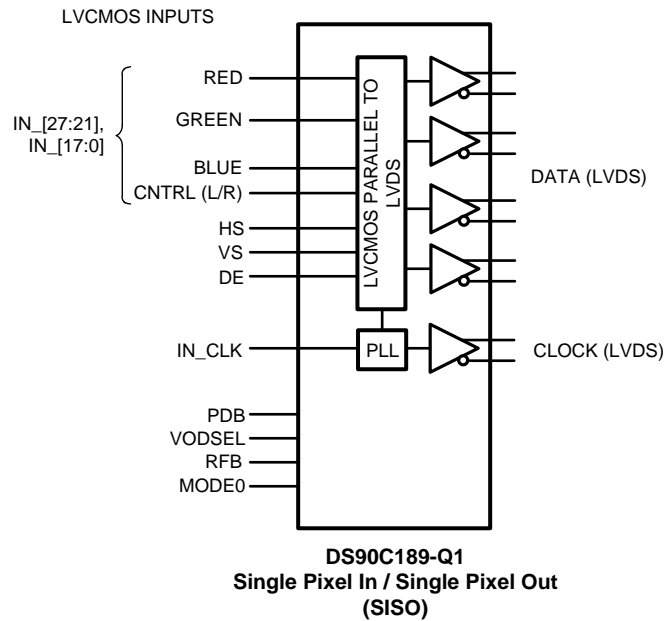 LVCMOS INPUTS
RED
GREEN
IN_[27:21],
IN_[17:0]
BLUE
CNTRL (L/R)
HS
VS
DE
IN_CLK
PDB
VODSEL
RFB
MODE0
LVCMOS PARALLEL TO
LVDS
PLL
DATA (LVDS)
CLOCK (LVDS)
DS90C189-Q1
Single Pixel In / Single Pixel Out
(SISO)